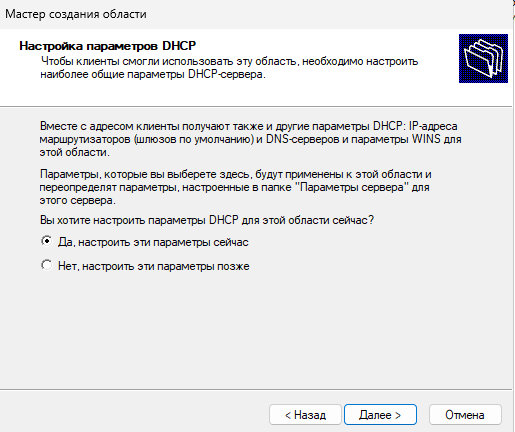 Мастер создания области
Настройка параметров DHCP
Чтобы клиенты смогли использовать эту область, необходимо настроить
наиболее общие параметры DHCP-сервера.
Вместе с адресом клиенты получают также и другие параметры DHCP: IP-адреса
маршрутизаторов (шлюзов по умолчанию) и DNS-серверов и параметры WINS для
этой области.
Параметры, которые вы выберете здесь, будут применены к этой области и
переопределят параметры, настроенные в папке "Параметры сервера" для
этого сервера.
Вы хотите настроить параметры DHCP для этой области сейчас?
Да, настроить эти параметры сейчас
Нет, настроить эти параметры позже
< Назад
Далее >
Отмена